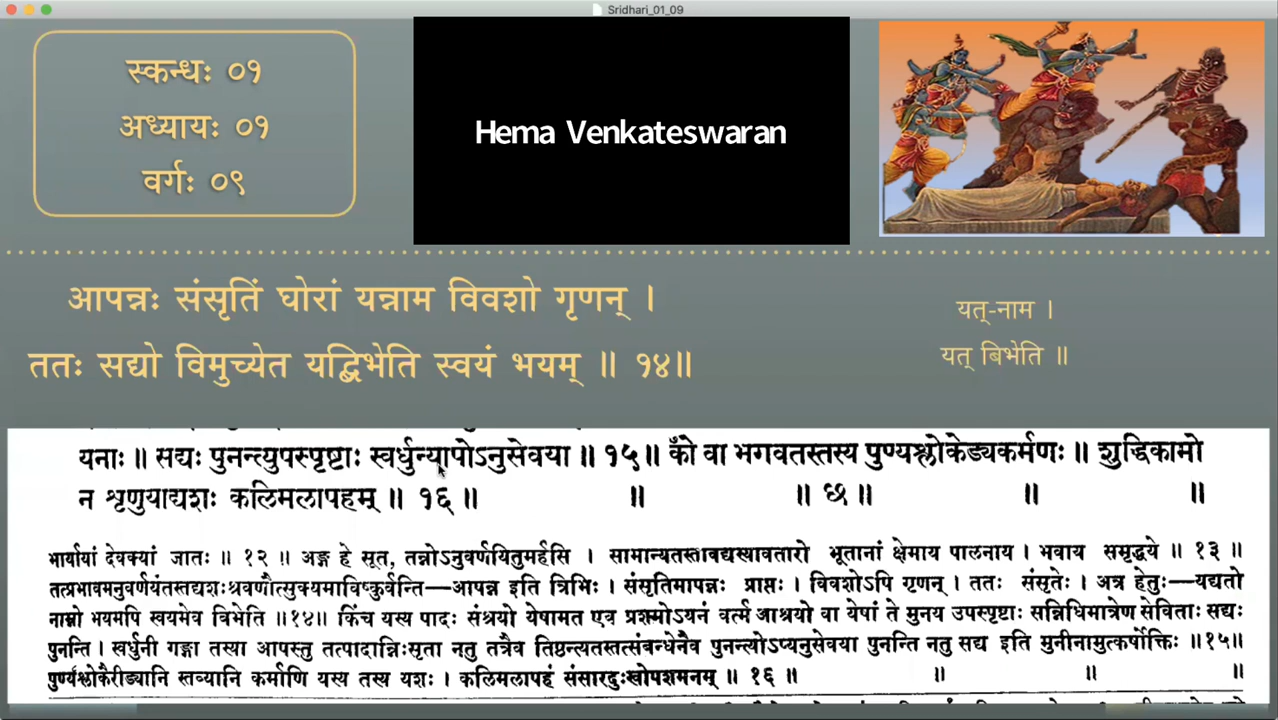 Sridhari_01_09
स्कन्धः ०१
अध्यायः ०१
वर्गः ०९
Hema Venkateswaran
आपन्नः संसृतिं घोरां यन्नाम विवशो गृणन् ।
ततः सद्यो विमुच्येत यद्बिभेति स्वयं भयम् ॥ १४॥
यत्-नाम ।
यत् बिभेति ॥
यनाः ॥ सद्यः पुनन्त्युपस्पृष्टाः स्वर्धुन्यापोऽनुसेवया ॥ १५॥ को वा भगवतस्तस्य पुण्यश्लोकेड्यकर्मणः ॥ शुद्धिकामो
न शृणुयाद्यशः कलिमलापहम् ॥ १६ ॥ ॥ ॥ छ ॥ ॥ ॥
भार्यायां देवक्यां जातः ॥ १२ ॥ अङ्ग हे सूत, तन्नोऽनुवर्णयितुमर्हसि । सामान्यतस्तावद्यस्यावतारो भूतानां क्षेमाय पालनाय । भवाय समृद्धये ॥ १३ ॥
तत्प्रभावमनुवर्णयंतस्तद्यशःश्रवणौत्सुक्यमाविष्कुर्वन्ति—आपन्न इति त्रिभिः । संसृतिमापन्नः प्राप्तः । विवशोऽपि गृणन् । ततः संसृतेः । अत्र हेतुः—यद्यतो
नाम्नो भयमपि स्वयमेव बिभेति ॥१४॥ किंच यस्य पादः संश्रयो येषामत एव प्रशमोऽयनं वर्त्म आश्रयो वा येषां ते मुनय उपस्पृष्टाः सन्निधिमात्रेण सेविताः सद्यः
पुनन्ति । स्वर्धुनी गङ्गा तस्या आपस्तु तत्पादान्निःसृता नतु तत्रैव तिष्ठन्त्यतस्तत्संबन्धेनैव पुनन्त्योऽप्यनुसेवया पुनन्ति नतु सद्य इति मुनीनामुत्कर्षोक्तिः ॥१५॥
पुण्यश्लोकैरीड्यानि स्तव्यानि कर्माणि यस्य तस्य यशः । कलिमलापहं संसारदुःखोपशमनम् ॥ १६ ॥ ॥ ॥ ॥